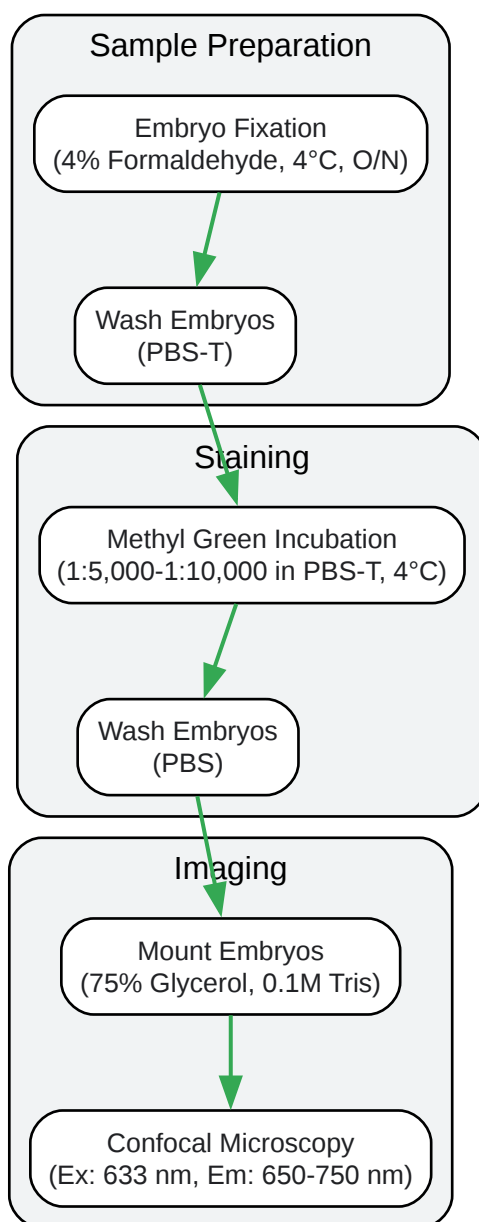 Sample Preparation
Embryo Fixation
(4% Formaldehyde, 4°C, O/N)
Wash Embryos
(PBS-T)
Staining
Methyl Green Incubation
(1:5,000-1:10,000 in PBS-T, 4°C)
Wash Embryos
(PBS)
Imaging
Mount Embryos
(75% Glycerol, 0.1M Tris)
Confocal Microscopy
(Ex: 633 nm, Em: 650-750 nm)